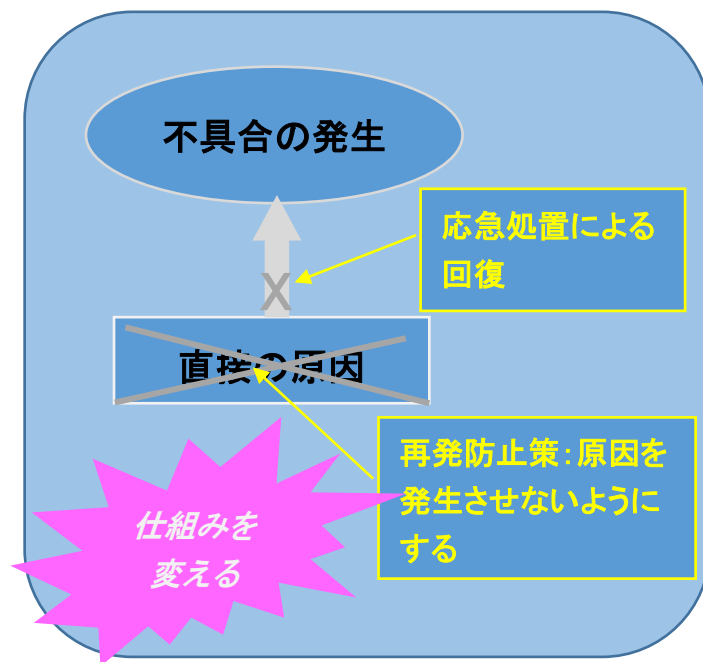 不具合の発生
応急処置による
回復
X
直接の原因
再発防止策：原因を
発生させないように
する
仕組みを
変える